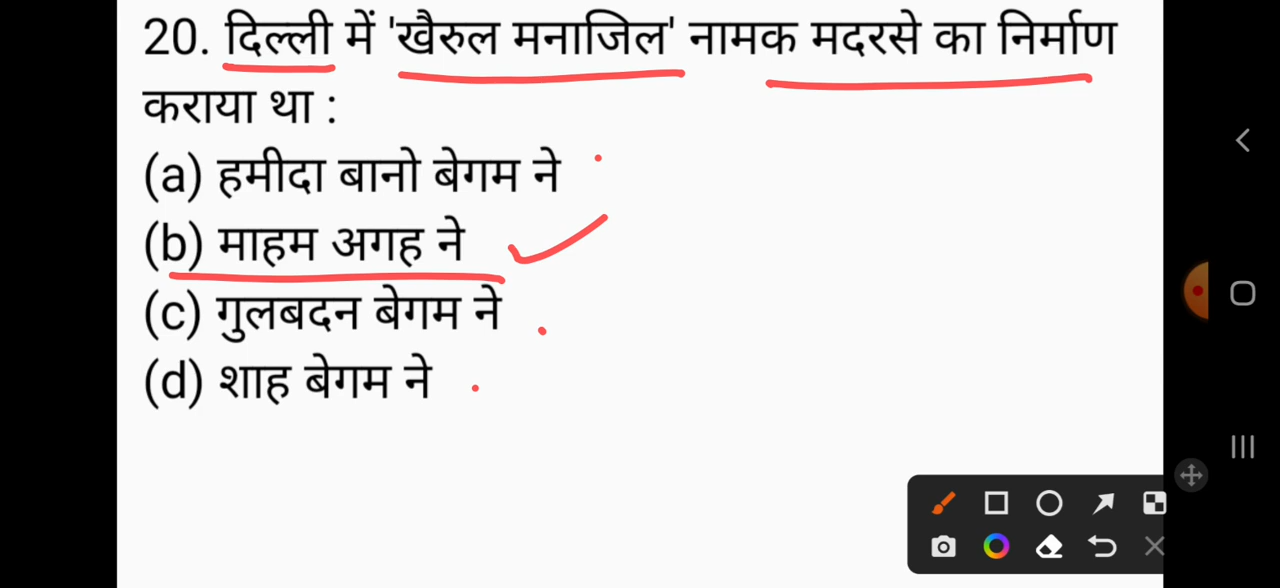 20. दिल्ली में 'खैरुल मनाजिल' नामक मदरसे का निर्माण
कराया था :
(a) हमीदा बानो बेगम ने
(b) माहम अगह ने
(c) गुलबदन बेगम ने
(d) शाह बेगम ने